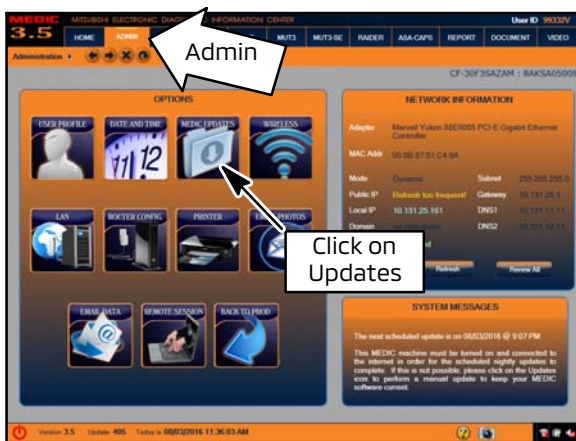 MEDIC MITSUBISHI ELECTRONIC INFORMATION CENTER User ID 99332V
3.5 HOME ADMIN MUT3 MUT3-SE RAIDER ASA-CAPS REPORT DOCUMENT VIDEO
Administration
Admin
CF-30F3SAZAM : BAKSA05008
OPTIONS
USER PROFILE DATE AND TIME MEDIC UPDATES WIRELESS
11 12
LAN ROUTER CONFIG PRINTER PHOTOS
EMAIL DATA REMOTE SESSION BACK TO PROD
Click on
Updates
NETWORK INFORMATION
Adapter Marvell Yukon 88E8055 PCI-E Gigabit Ethernet
Controller
MAC Addr
Mode Dynamic Subnet 255.255.255.0
Public IP Refresh too frequent! Gateway
Local IP 10.131.25.161 DNS1
Domain DNS2
Refresh Renew All
SYSTEM MESSAGES
The next scheduled update is on 08/03/2016 @ 9:07 PM
This MEDIC machine must be turned on and connected to
the internet in order for the scheduled nightly updates to
complete. If this is not possible, please click on the Updates
icon to perform a manual update to keep your MEDIC
software current.
Version 3.5 Update 405 Today is 08/03/2016 11:36:03 AM